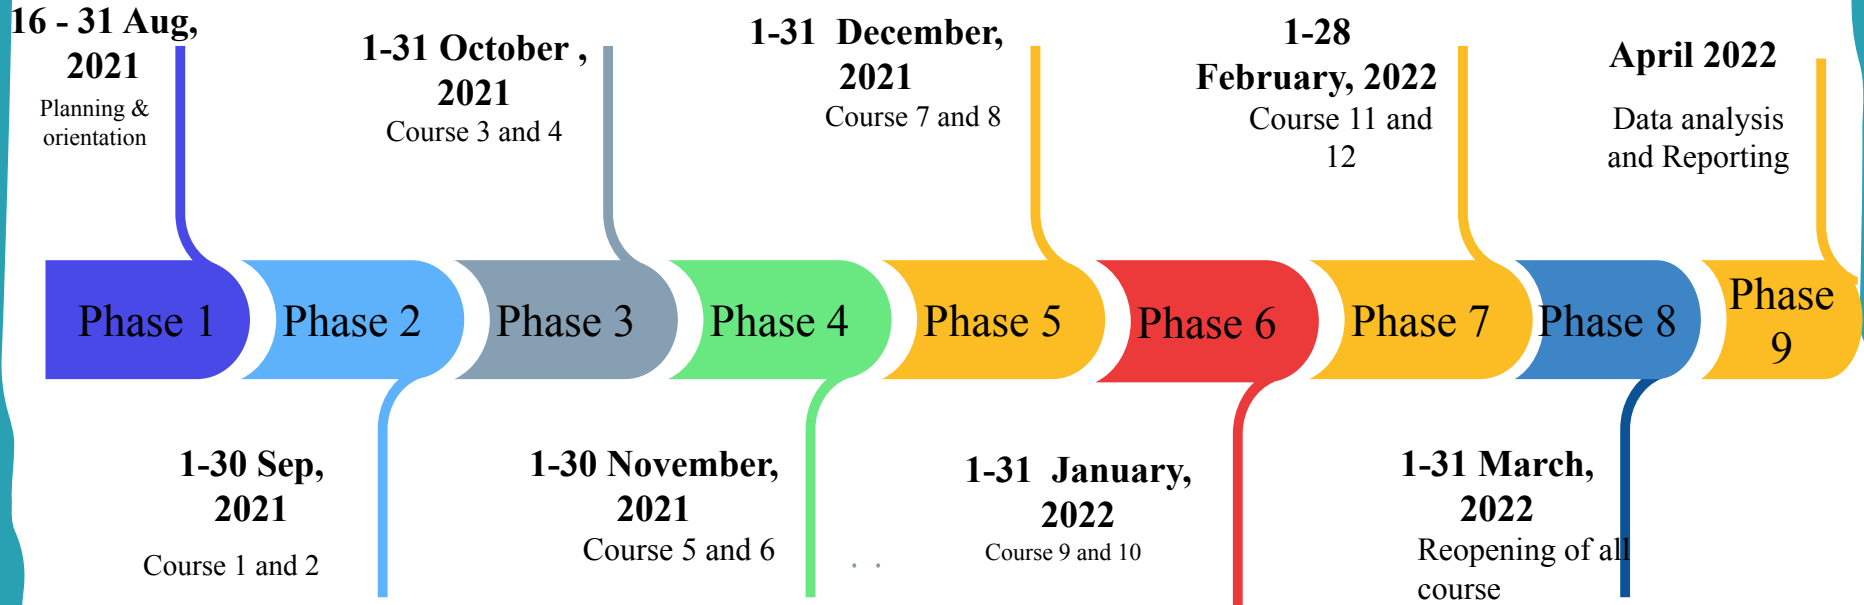 16 - 31 Aug,
2021
Planning &
orientation
1-31 October ,
2021
Course 3 and 4
1-31 December,
2021
Course 7 and 8
1-28
February, 2022
Course 11 and
12
April 2022
Data analysis
and Reporting
Phase 1
Phase 2
Phase 3
Phase 4
Phase 5
Phase 6
Phase 7
Phase 8
Phase
9
1-30 Sep,
2021
Course 1 and 2
1-30 November,
2021
Course 5 and 6
1-31 January,
2022
Course 9 and 10
1-31 March,
2022
Reopening of all
course